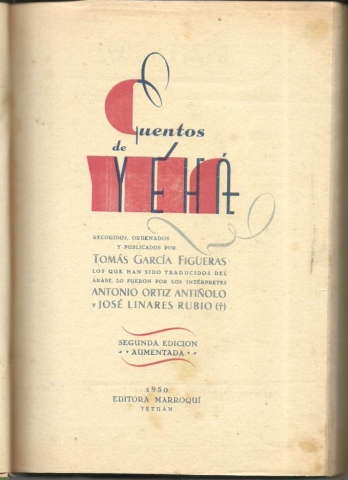 Cuentos
de
YÉHÁ
RECOGIDOS, ORDENADOS
Y PUBLICADOS POR
TOMÁS GARCÍA FIGUERAS
LOS QUE HAN SIDO TRADUCIDOS DEL
ÁRABE, LO FUERON POR LOS INTÉRPRETES
ANTONIO ORTIZ ANTIÑOLO
Y JOSÉ LINARES RUBIO (†)
SEGUNDA EDICION
AUMENTADA
1950
EDITORA MARROQUÍ
TETUÁN